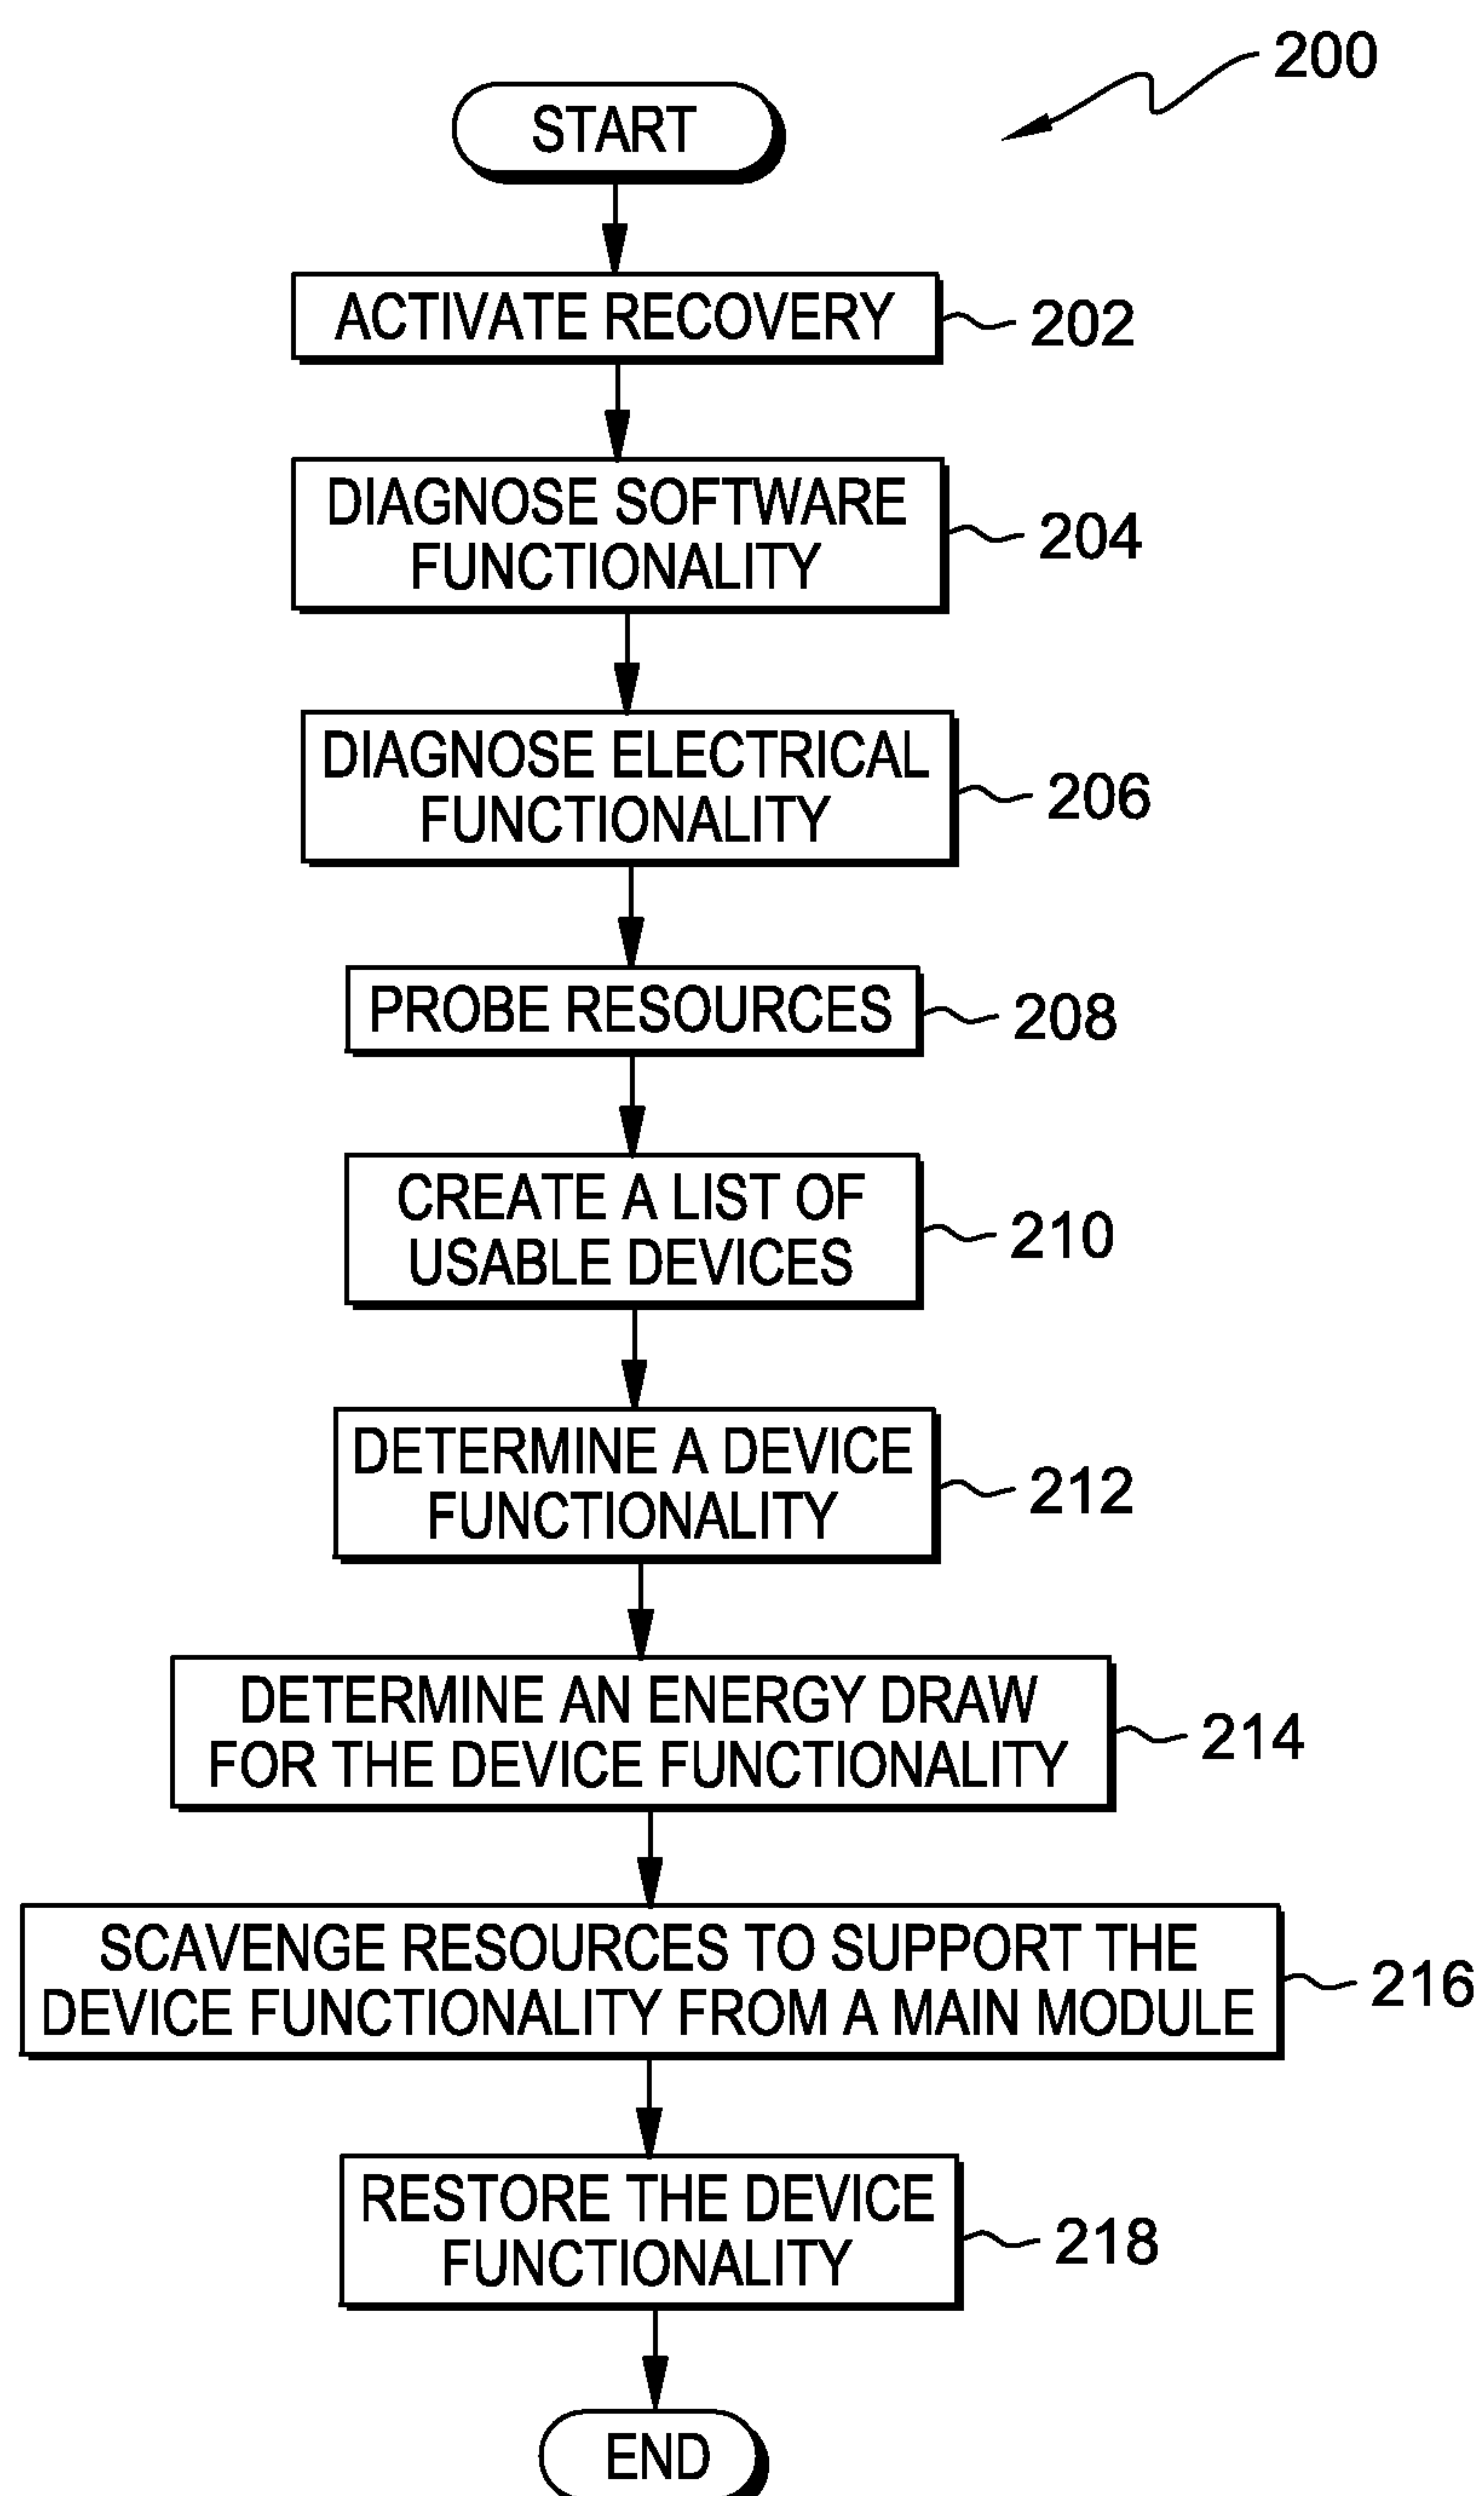 200
START
ACTIVATE RECOVERY
202
DIAGNOSE SOFTWARE
FUNCTIONALITY
204
DIAGNOSE ELECTRICAL
FUNCTIONALITY
206
PROBE RESOURCES
208
CREATE A LIST OF
USABLE DEVICES
210
DETERMINE A DEVICE
FUNCTIONALITY
212
DETERMINE AN ENERGY DRAW
FOR THE DEVICE FUNCTIONALITY
214
SCAVENGE RESOURCES TO SUPPORT THE
DEVICE FUNCTIONALITY FROM A MAIN MODULE
216
RESTORE THE DEVICE
FUNCTIONALITY
218
END